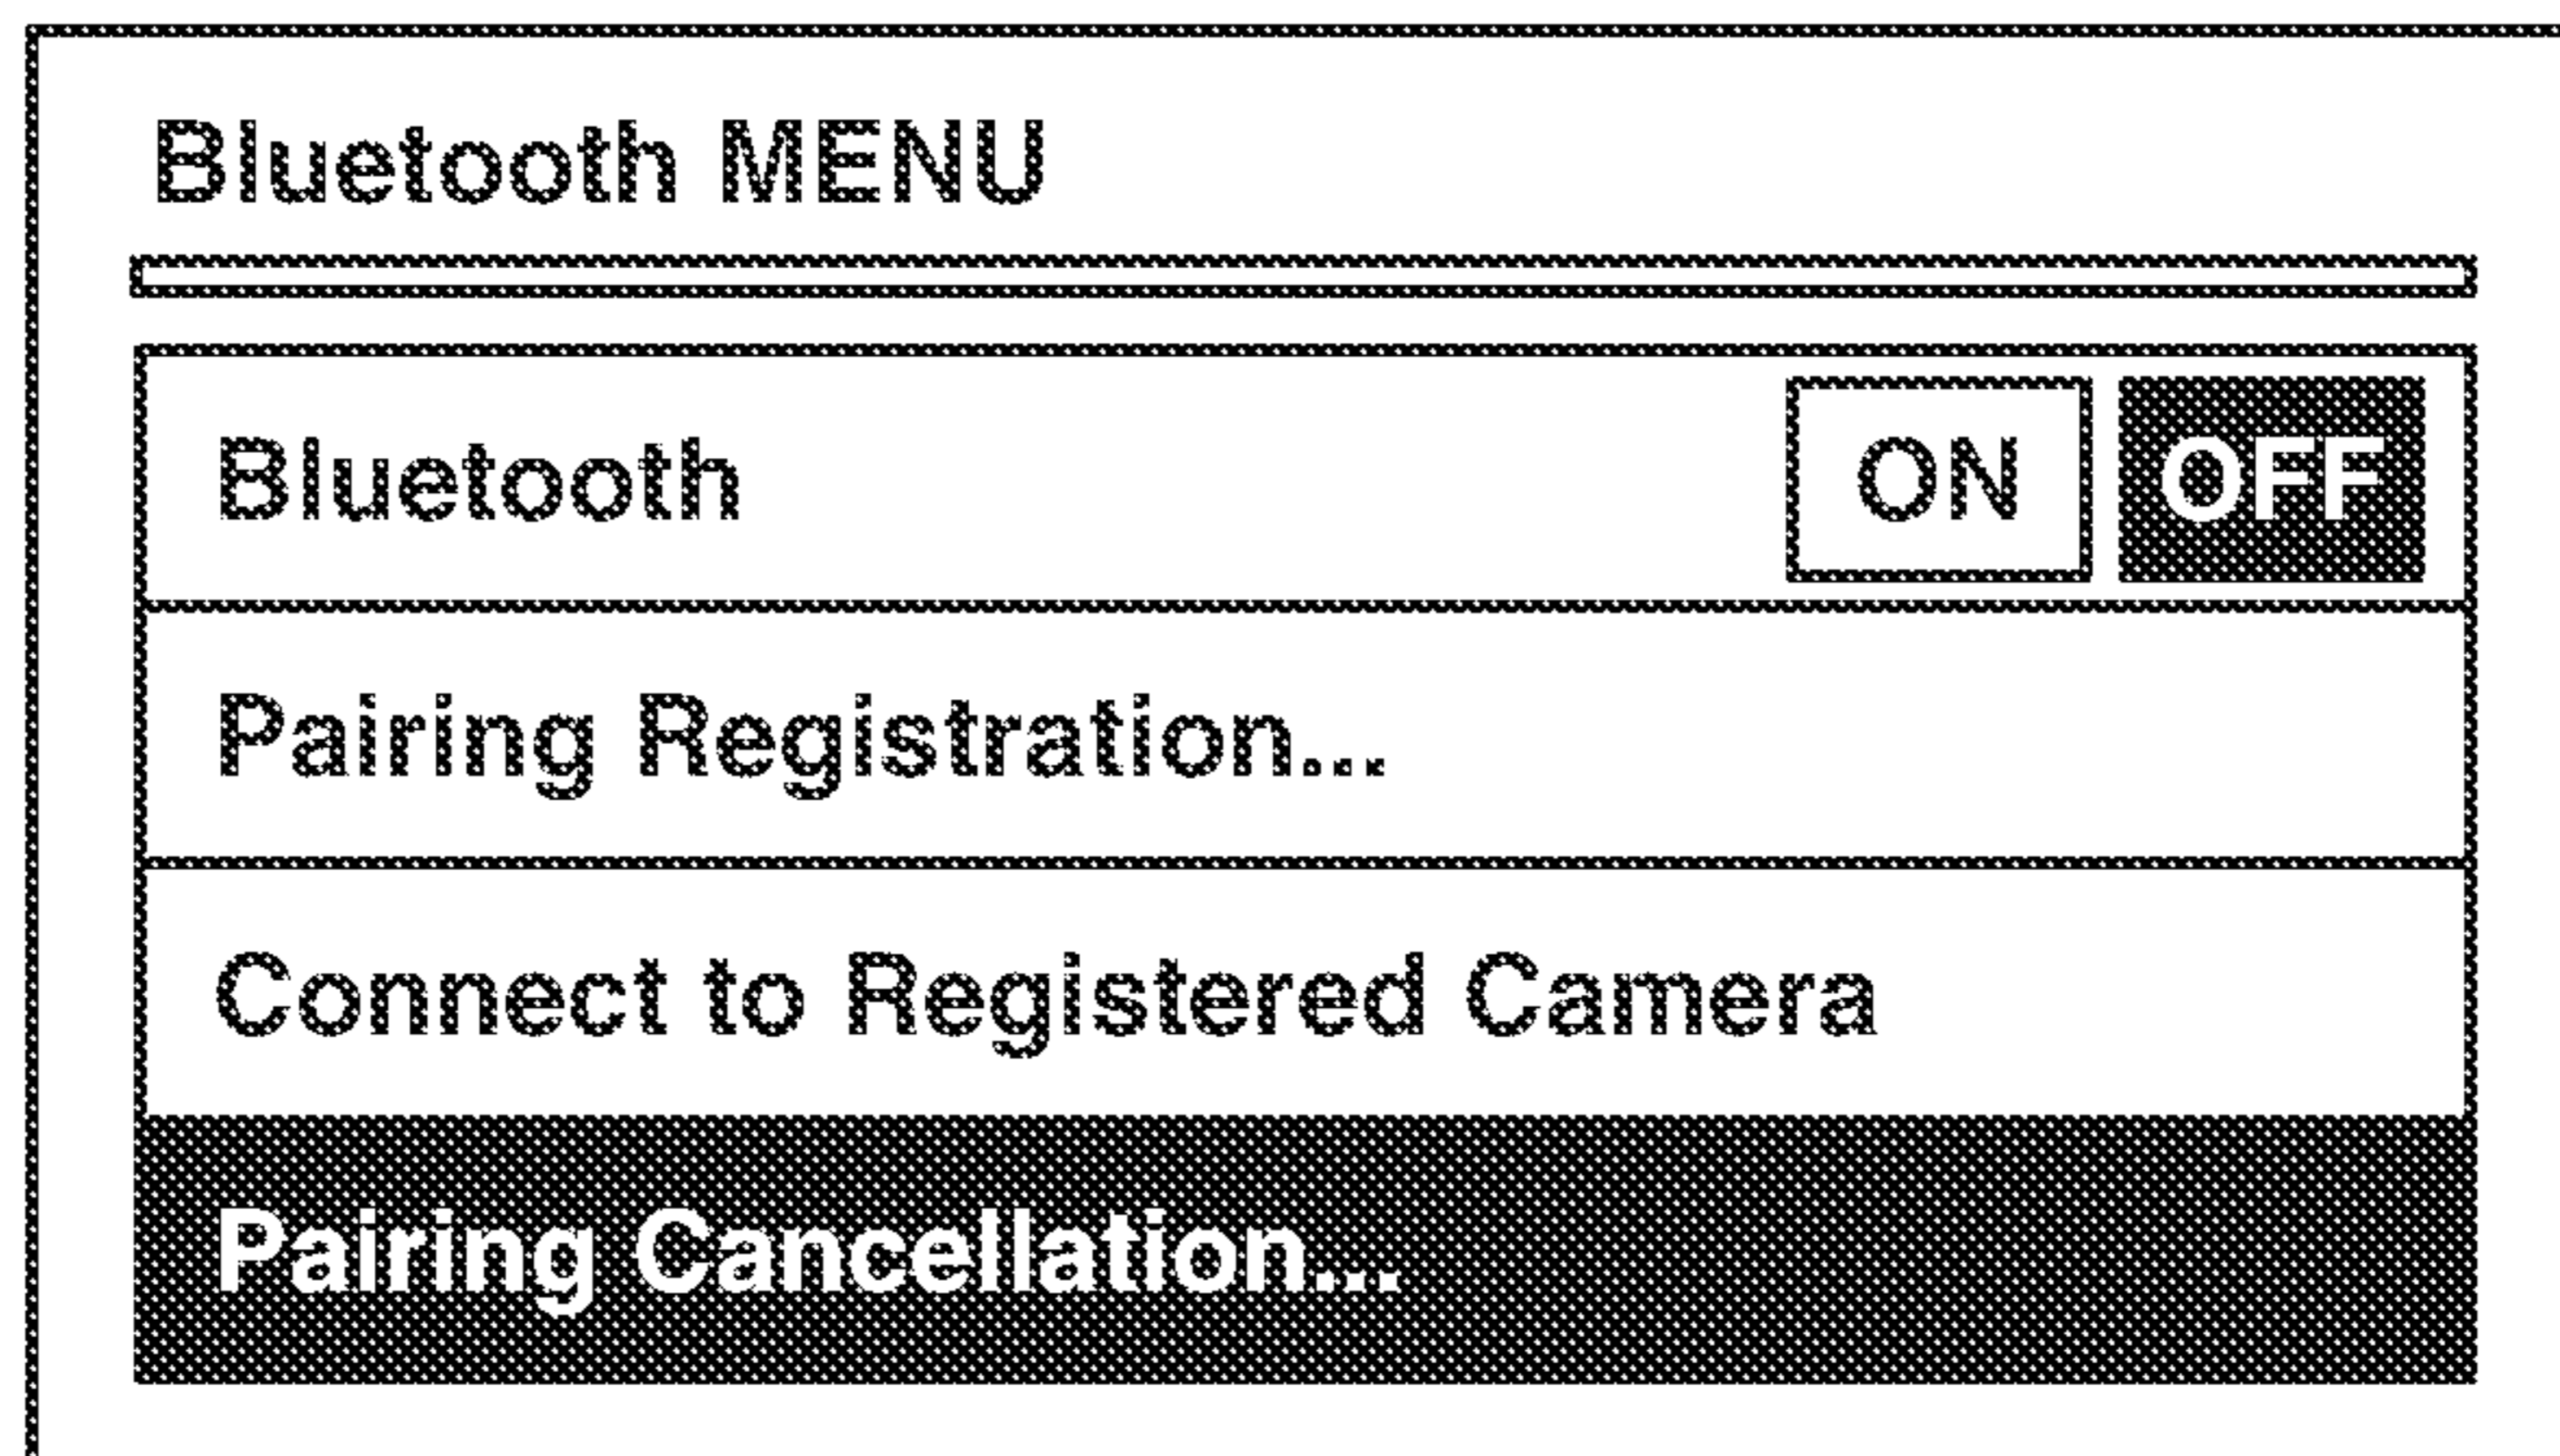 Bluetooth MENU
Bluetooth ON OFF
Pairing Registration...
Connect to Registered Camera
Pairing Cancellation...